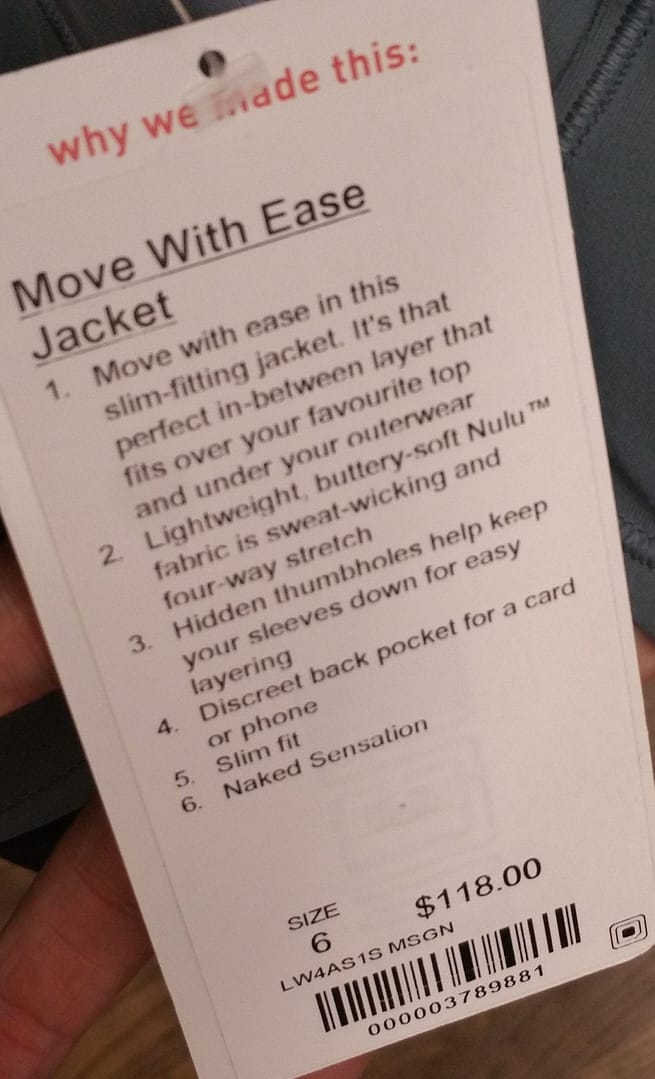 why we made this:
Move With Ease
Jacket
1. Move with ease in this
slim-fitting jacket. It's that
perfect in-between layer that
fits over your favourite top
and under your outerwear
2. Lightweight, buttery-soft Nulu™
fabric is sweat-wicking and
four-way stretch
3. Hidden thumbholes help keep
your sleeves down for easy
layering
4. Discreet back pocket for a card
or phone
5. Slim fit
6. Naked Sensation
SIZE
6
$118.00
LW4AS1S MSGN
000003789881